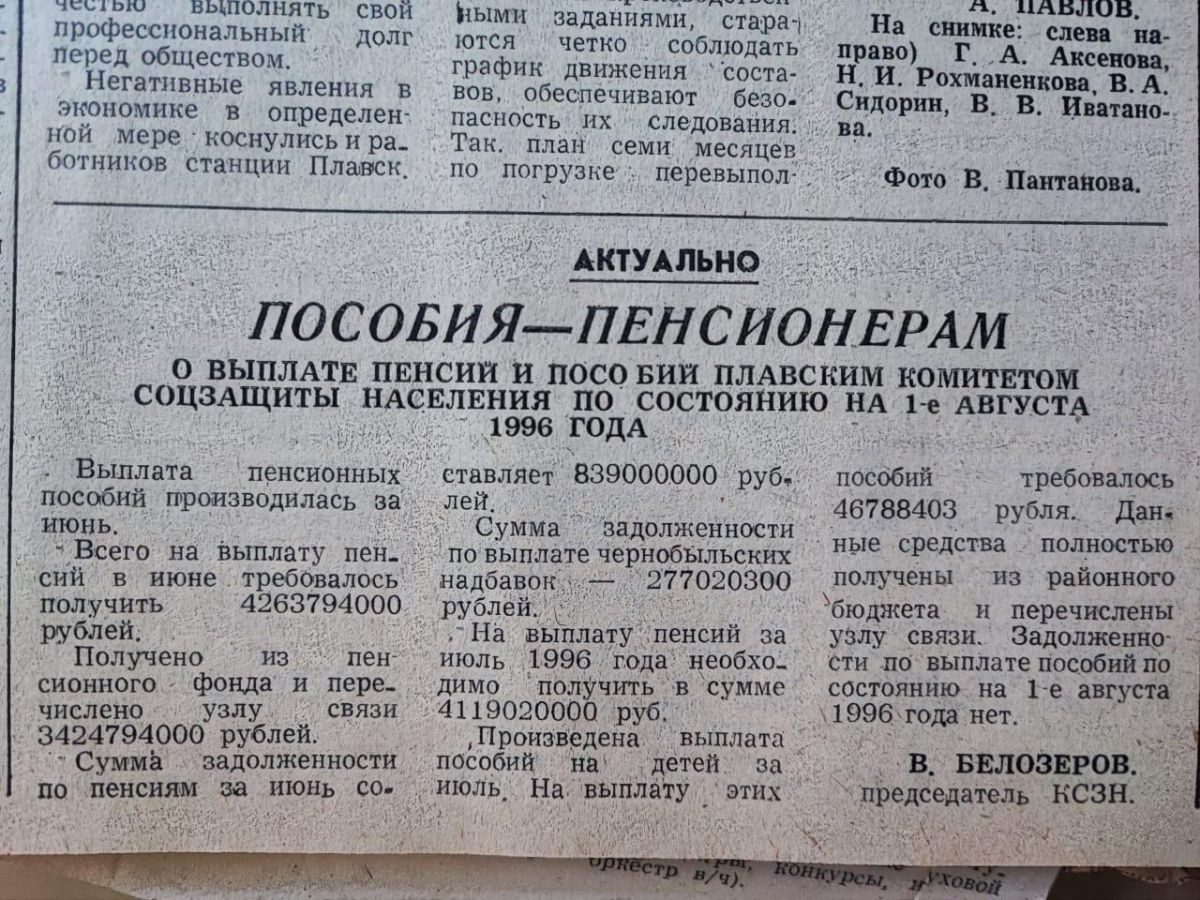 честью выполнять свой
профессиональный долг
перед обществом.
Негативные явления в
экономике в определен-
ной мере коснулись и ра-
ботников станции Плавск.
ными заданиями, стара-
ются четко соблюдать
график движения соста-
вов, обеспечивают безо-
пасность их следования.
Так, план семи месяцев
по погрузке перевыпол-
А. ПАВЛОВ.
На снимке: слева на-
право) Г. А. Аксенова,
Н. И. Рохманенкова, В. А.
Сидорин, В. В. Иватано-
ва.
Фото В. Пантанова.
АКТУАЛЬНО
ПОСОБИЯ—ПЕНСИОНЕРАМ
О ВЫПЛАТЕ ПЕНСИЙ И ПОСО БИЙ ПЛАВСКИМ КОМИТЕТОМ
СОЦЗАЩИТЫ НАСЕЛЕНИЯ ПО СОСТОЯНИЮ НА 1-е АВГУСТА
1996 ГОДА
Выплата пенсионных
пособий производилась за
июнь.
Всего на выплату пен-
сий в июне требовалось
получить 4263794000
рублей.
Получено из пен-
сионного фонда и пере-
числено узлу связи
3424794000 рублей.
Сумма задолженности
по пенсиям за июнь со-
ставляет 839000000 руб-
лей.
Сумма задолженности
по выплате чернобыльских
надбавок — 277020300
рублей.
На выплату пенсий за
июль 1996 года необхо-
димо получить в сумме
4119020000 руб.
Произведена выплата
пособий на детей за
июль. На выплату этих
пособий требовалось
46788403 рубля. Дан-
ные средства полностью
получены из районного
бюджета и перечислены
узлу связи. Задолженно-
сти по выплате пособий по
состоянию на 1-е августа
1996 года нет.
В. БЕЛОЗЕРОВ.
председатель КСЗН.
конкурсы, и
оркестр в/ч).